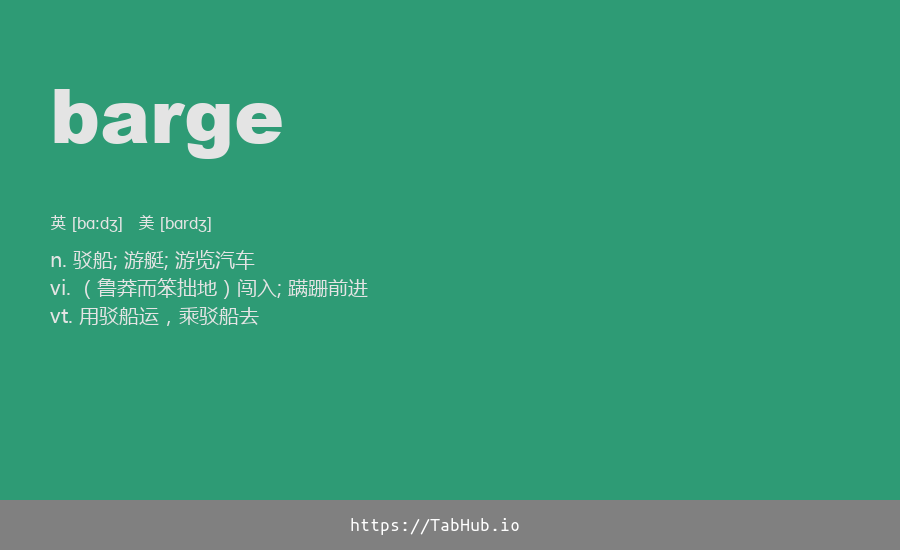 barge
英 [bɑːdʒ] 美 [bɑrdʒ]
n. 驳船; 游艇; 游览汽车
vi. （鲁莽而笨拙地）闯入; 蹒跚前进
vt. 用驳船运，乘驳船去
https://TabHub.io